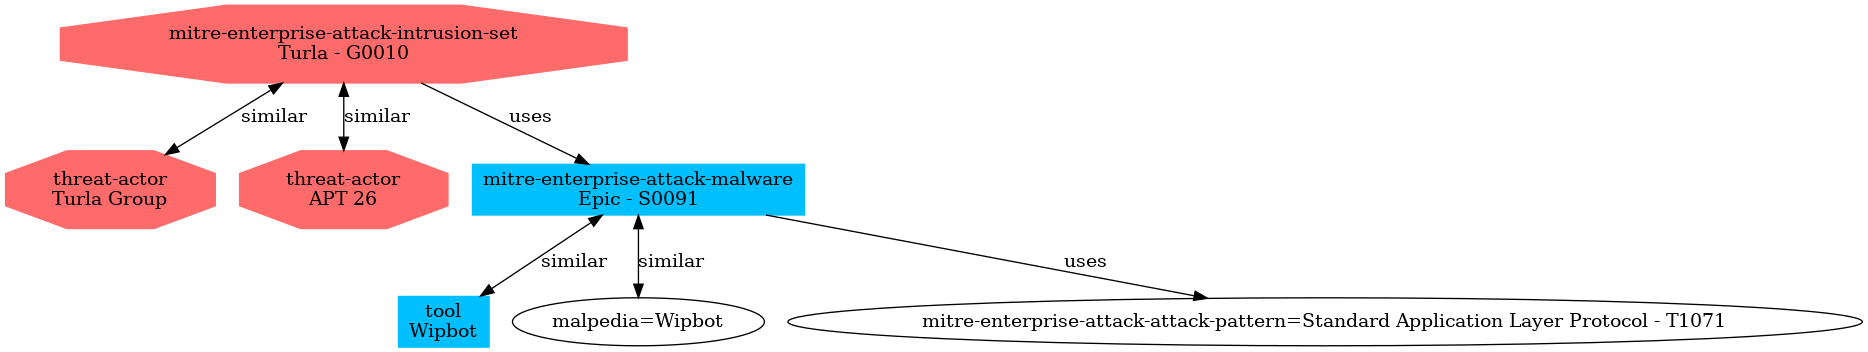 mitre-enterprise-attack-intrusion-set
Turla - G0010
similar
similar
uses
threat-actor
Turla Group
threat-actor
APT 26
mitre-enterprise-attack-malware
Epic - S0091
similar
similar
uses
tool
Wipbot
malpedia=Wipbot
mitre-enterprise-attack-attack-pattern=Standard Application Layer Protocol - T1071